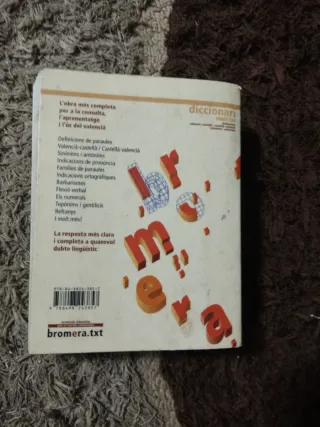 L'obra més completa
per a la consulta,
l'aprenentatge
i l'ús del valencià
diccionari
Definicions de paraules
Valencià-castellà / Castellà-valencià
Sinònims i antònims
Indicacions de pronúncia
Famílies de paraules
Indicacions ortogràfiques
Barbarismes
Flexió verbal
Els numerals
Topònims i gentilicis
Refranys
I molt més!
La resposta més clara
i completa a qualsevol
dubte lingüístic
br
o
m
e
ra
bromera.txt